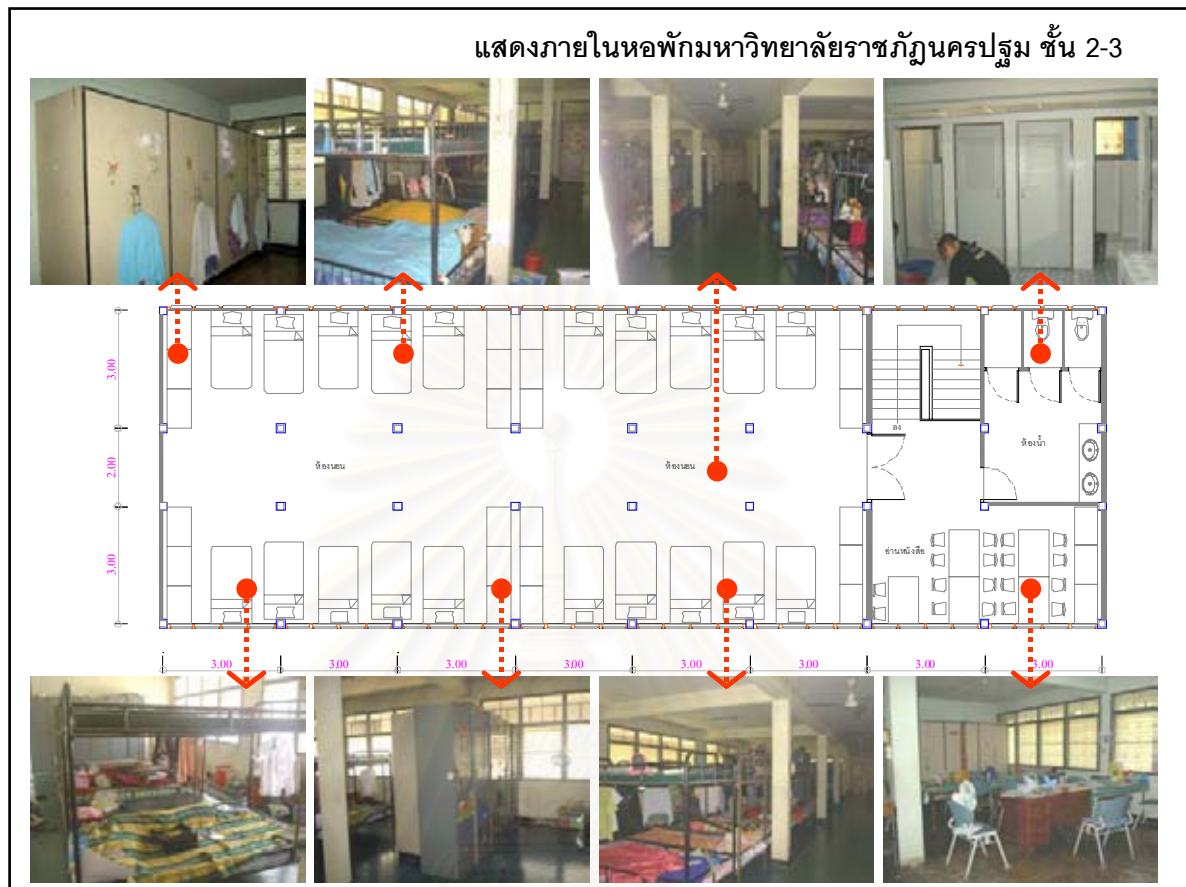 แสดงภายในหอพักมหาวิทยาลัยราชภัฏนครปฐม ชั้น 2-3
3.00
ลง
ห้องน้ำ
2.00
ห้องนอน ห้องนอน
3.00
อ่านหนังสือ
3.00 3.00 3.00 3.00 3.00 3.00 3.00 3.00